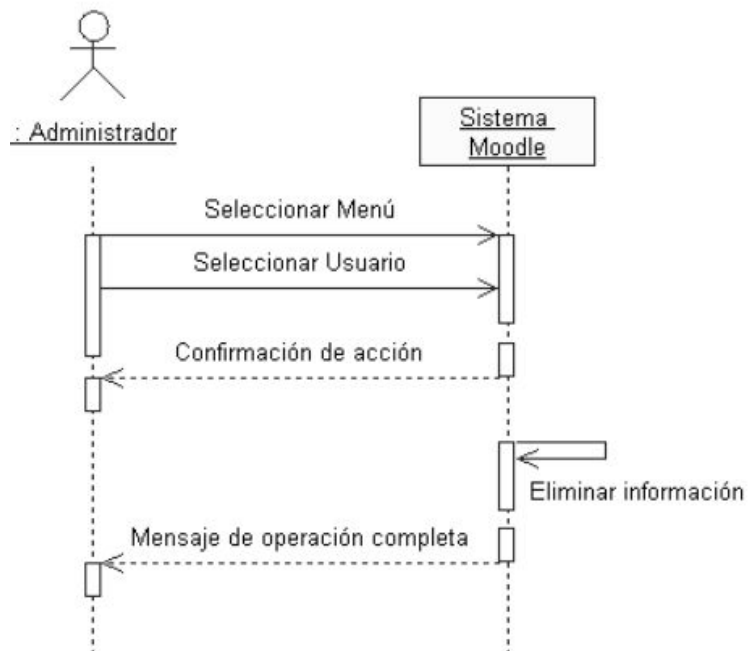 : Administrador
Sistema
Moodle
Seleccionar Menú
Seleccionar Usuario
Confirmación de acción
Eliminar información
Mensaje de operación completa